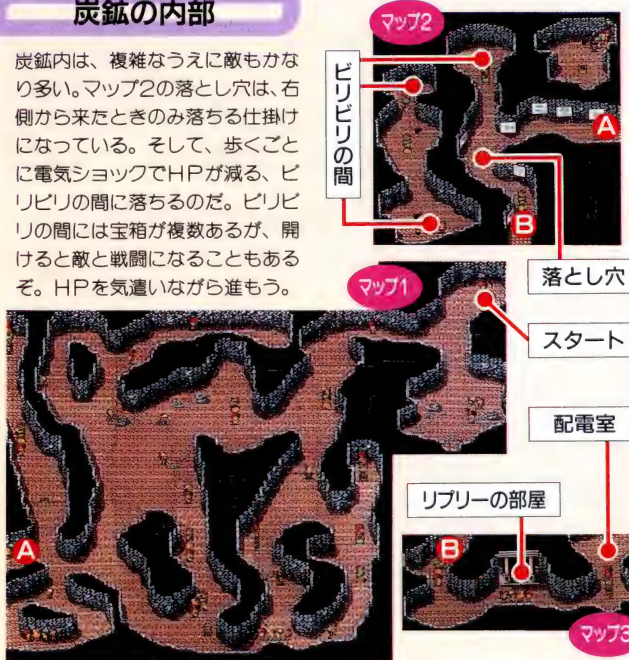 炭鉱の内部
炭鉱内は、複雑なうえに敵もかな
り多い。マップ2の落とし穴は、右
側から来たときのみ落ちる仕掛け
になっている。そして、歩くごと
に電気ショックでHPが減る、ビ
リビリの間に落ちるのだ。ビリビ
リの間には宝箱が複数あるが、開
けると敵と戦闘になることもある
ぞ。HPを気遣いながら進もう。
マップ2
ビリビリの間
A
B
落とし穴
マップ1
スタート
A
配電室
リプリーの部屋
B
マップ3